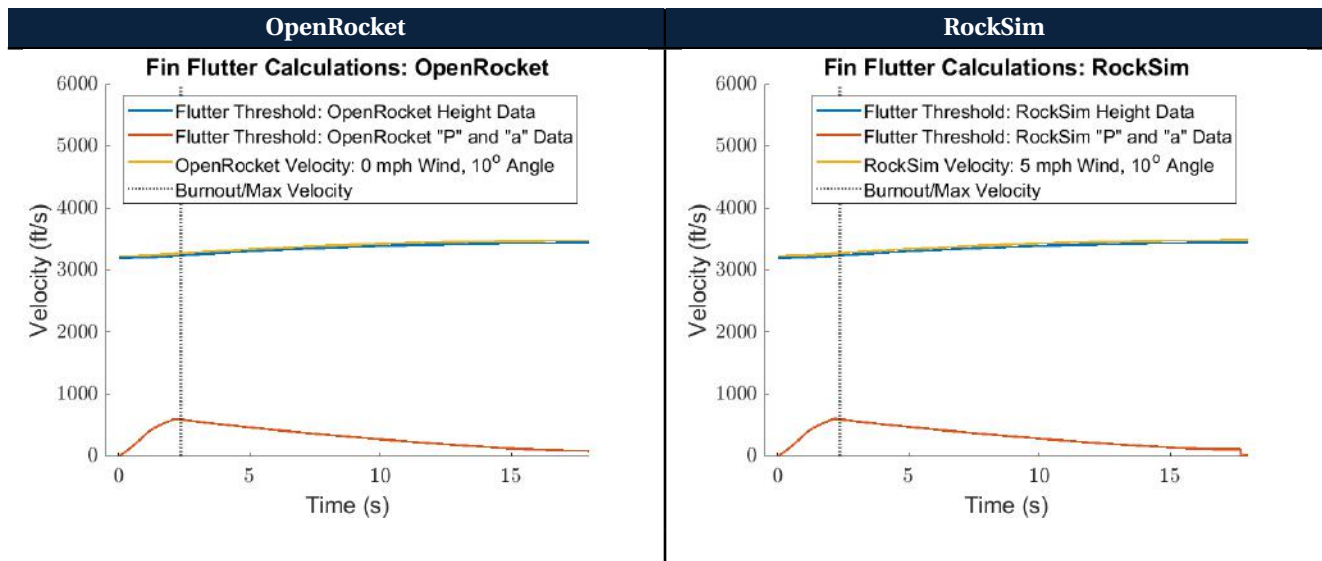 OpenRocket
RockSim
Fin Flutter Calculations: OpenRocket
6000
5000
4000
3000
2000
1000
0
Velocity (ft/s)
Flutter Threshold: OpenRocket Height Data
Flutter Threshold: OpenRocket "P" and "a" Data
OpenRocket Velocity: 0 mph Wind, 10° Angle
Burnout/Max Velocity
0
5
10
15
Time (s)
Fin Flutter Calculations: RockSim
6000
5000
4000
3000
2000
1000
0
Velocity (ft/s)
Flutter Threshold: RockSim Height Data
Flutter Threshold: RockSim "P" and "a" Data
RockSim Velocity: 5 mph Wind, 10° Angle
Burnout/Max Velocity
0
5
10
15
Time (s)